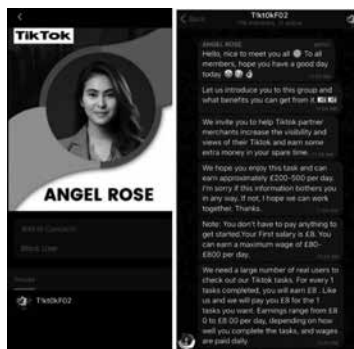 TikTok
ANGEL ROSE
Add to Contacts
Block User
T1kt0kF02
Back
T1kt0kF02
ANGEL ROSE
Hello, nice to meet you all To all
members, hope you have a good
day today
Let us introduce you to this group and
what benefits you can get from it.
We invite you to help Tiktok partner
merchants increase the visibility and
views of their Tiktok and earn some
extra money in your spare time.
We hope you enjoy this task and can
earn approximately £200-500 per day.
I'm sorry if this information bothers you
in any way. If not, I hope we can work
together. Thanks.
Note: You don't have to pay anything to
get started.Your First salary is £8. You
can earn a maximum wage of £80-
£800 per day.
We need a large number of real users to
check out our Tiktok tasks. For every 1
tasks completed, you will earn £8 . Like
us and we will pay you £8 for the 1
tasks you want. Earnings range from £8
0 to £8 00 per day, depending on how
well you complete the tasks, and wages
are paid daily.